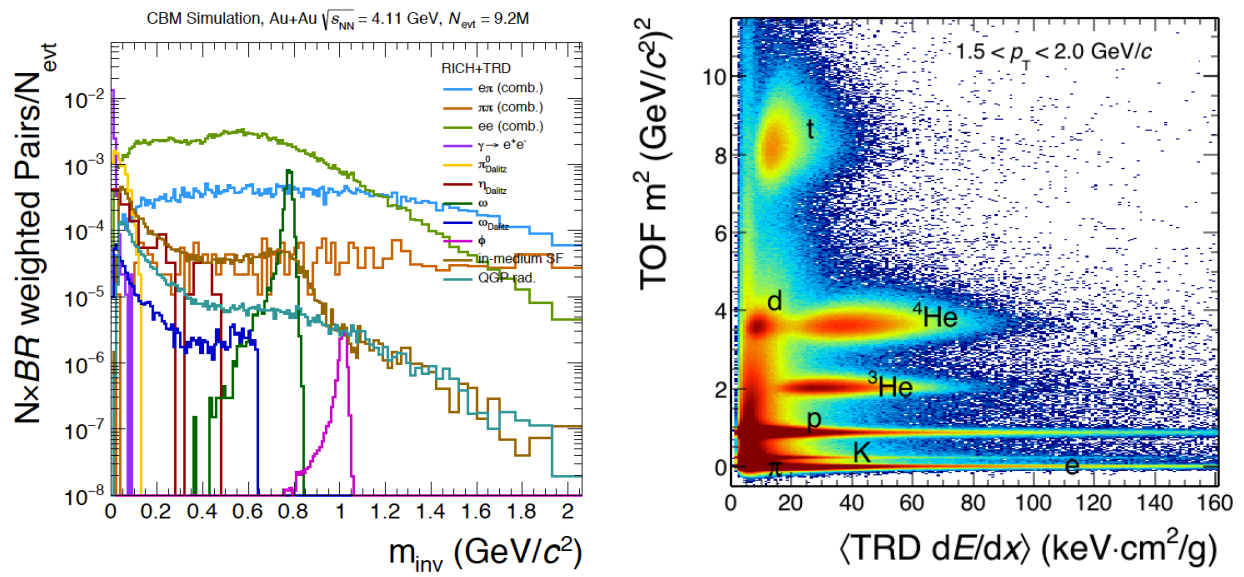 CBM Simulation, Au+Au √sNN = 4.11 GeV, Nevt = 9.2M
N×BR weighted Pairs/Nevt
10⁻²
10⁻³
10⁻⁴
10⁻⁵
10⁻⁶
10⁻⁷
10⁻⁸
RICH+TRD
eπ (comb.)
ππ (comb.)
ee (comb.)
γ→ e⁺e⁻
π⁰Dalitz
ηDalitz
ω
ωDalitz
ϕ
in-medium SF
QGP rad.
0 0.2 0.4 0.6 0.8 1 1.2 1.4 1.6 1.8 2
minv (GeV/c²)
TOF m² (GeV/c²)²
10
8
6
4
2
0
1.5 < pT < 2.0 GeV/c
t
d
⁴He
³He
p
K
π
e
0 20 40 60 80 100 120 140 160
⟨TRD dE/dx⟩ (keV·cm²/g)